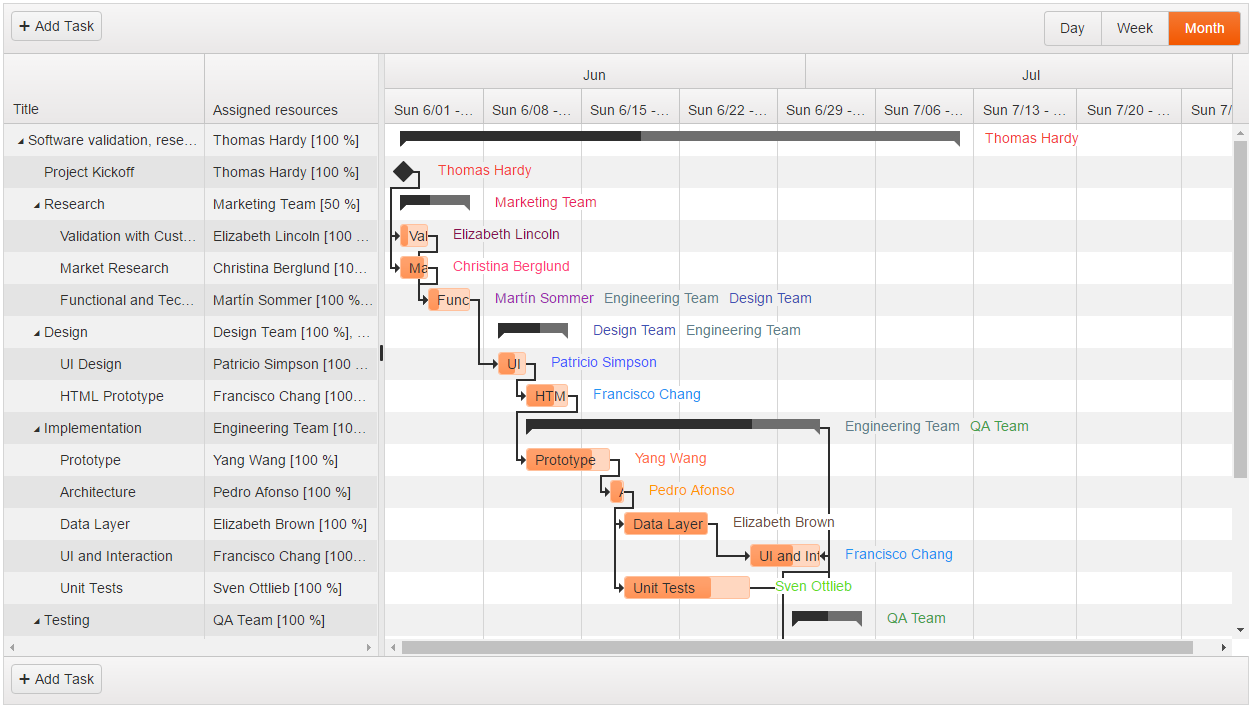 + Add Task
Day Week Month
Jun Jul
Title Assigned resources Sun 6/01 -... Sun 6/08 -... Sun 6/15 -... Sun 6/22 -... Sun 6/29 -... Sun 7/06 -... Sun 7/13 - ... Sun 7/20 - ... Sun 7/
Software validation, rese... Thomas Hardy [100 %] Thomas Hardy
Project Kickoff Thomas Hardy [100 %] Thomas Hardy
Research Marketing Team [50 %] Marketing Team
Validation with Cust... Elizabeth Lincoln [100 ... Val Elizabeth Lincoln
Market Research Christina Berglund [10... Ma Christina Berglund
Functional and Tec... Martín Sommer [100 %... Func Martín Sommer Engineering Team Design Team
Design Design Team [100 %], ... Design Team Engineering Team
UI Design Patricio Simpson [100 ... UI Patricio Simpson
HTML Prototype Francisco Chang [100... HTM Francisco Chang
Implementation Engineering Team [10... Engineering Team QA Team
Prototype Yang Wang [100 %] Prototype Yang Wang
Architecture Pedro Afonso [100 %] A Pedro Afonso
Data Layer Elizabeth Brown [100 %] Data Layer Elizabeth Brown
UI and Interaction Francisco Chang [100... UI and Int Francisco Chang
Unit Tests Sven Ottlieb [100 %] Unit Tests Sven Ottlieb
Testing QA Team [100 %] QA Team
+ Add Task